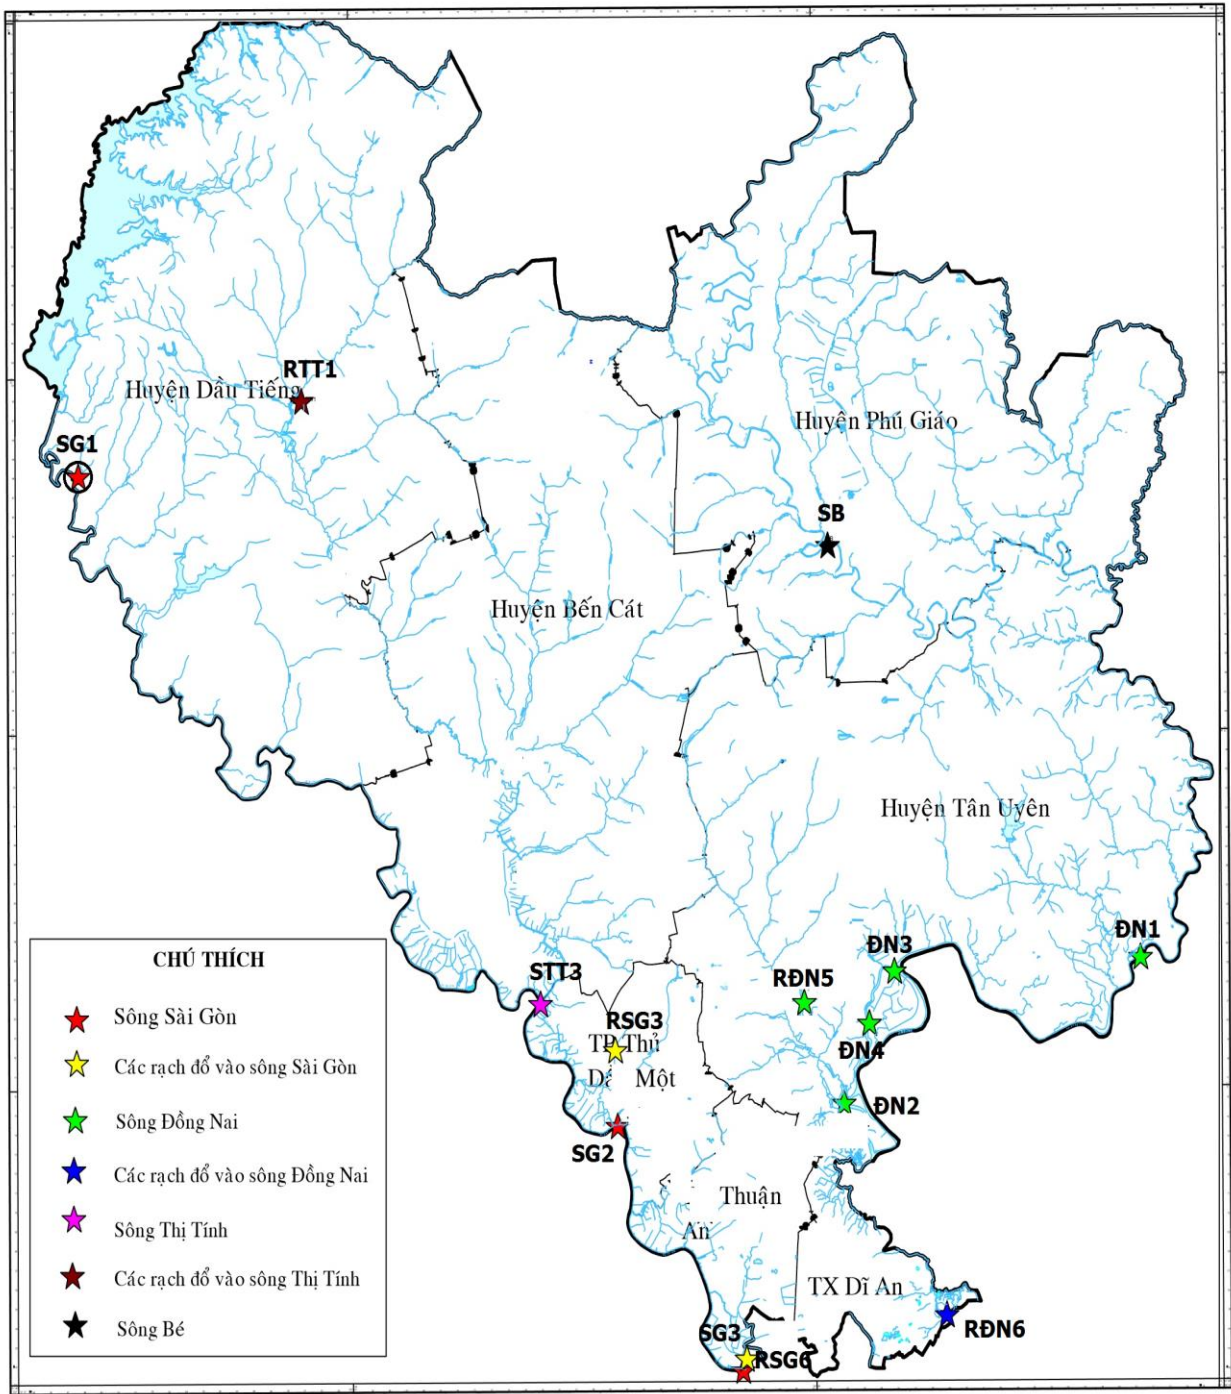 RTT1
Huyện Dầu Tiếng
Huyện Phú Giáo
SG1
SB
Huyện Bến Cát
Huyện Tân Uyên
ĐN1
ĐN3
STT3
RĐN5
RSG3
TP Thủ
Một
ĐN4
ĐN2
SG2
Thuận
An
TX Dĩ An
RĐN6
SG3
RSG6
CHÚ THÍCH
Sông Sài Gòn
Các rạch đổ vào sông Sài Gòn
Sông Đồng Nai
Các rạch đổ vào sông Đồng Nai
Sông Thị Tính
Các rạch đổ vào sông Thị Tính
Sông Bé